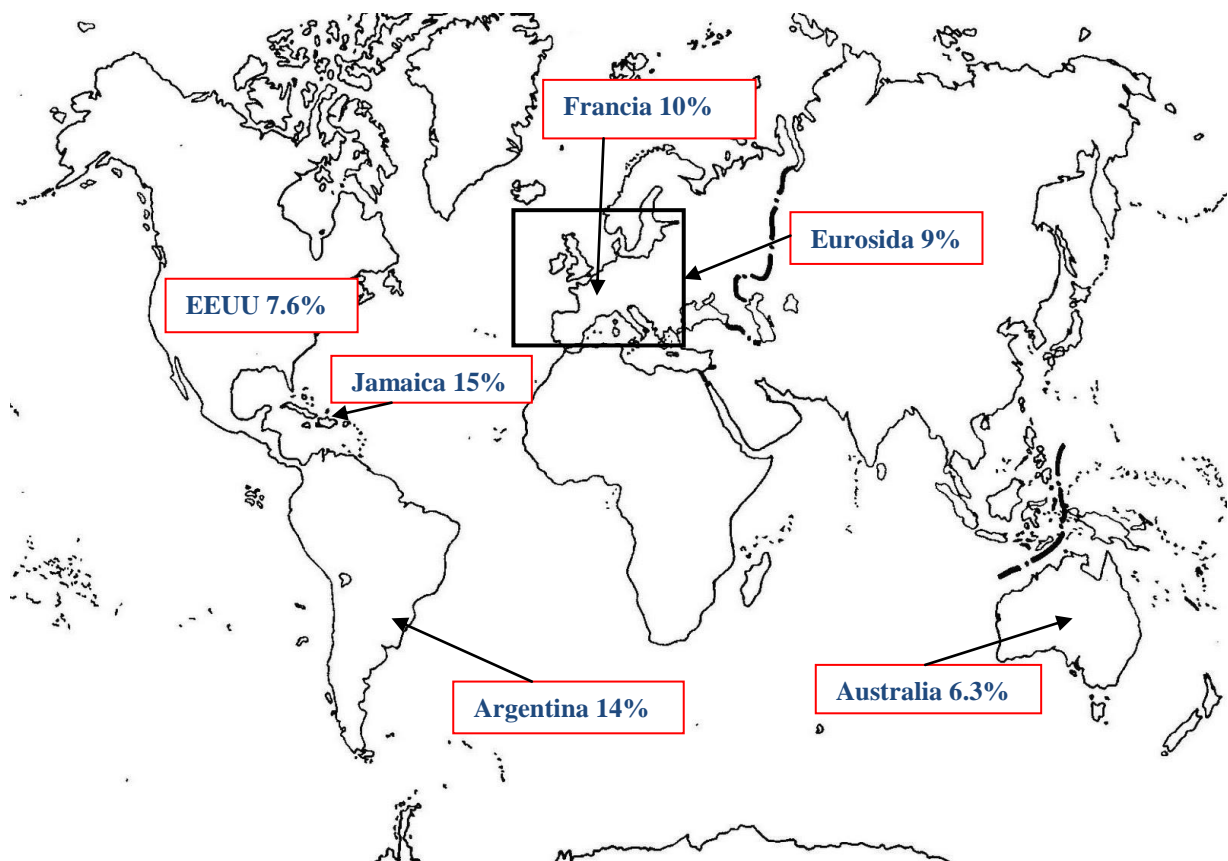 Francia 10%
Eurosida 9%
EEUU 7.6%
Jamaica 15%
Argentina 14%
Australia 6.3%